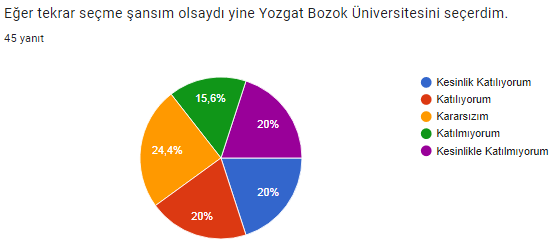 Eğer tekrar seçme şansım olsaydı yine Yozgat Bozok Üniversitesini seçerdim.
45 yanıt
Kesinlik Katılıyorum
Katılıyorum
Kararsızım
Katılmıyorum
Kesinlikle Katılmıyorum
15,6%
20%
24,4%
20%
20%